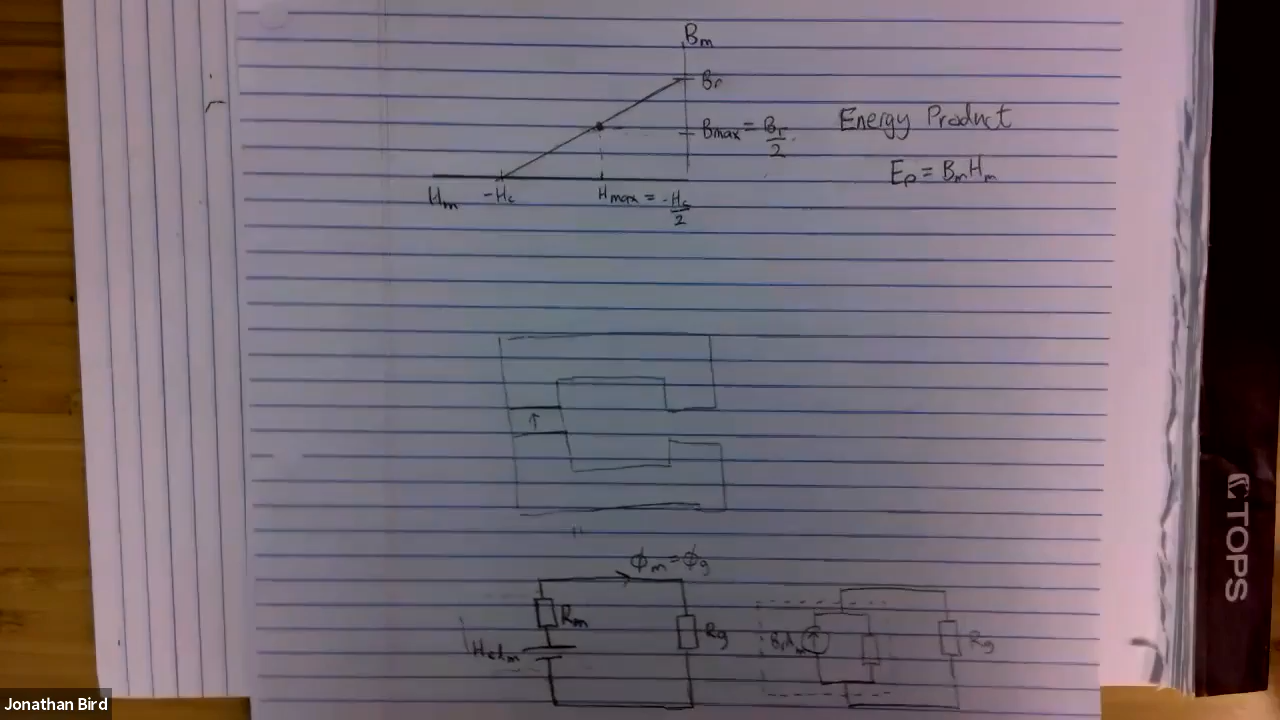 Bm
Br
Bmax = Br/2
Energy Product
Ep = BmHm
Hm
-Hc
Hmax = -Hc/2
↑
ϕm = ϕg
Rm
Hclm
Rg
Rg
TOPS
Jonathan Bird